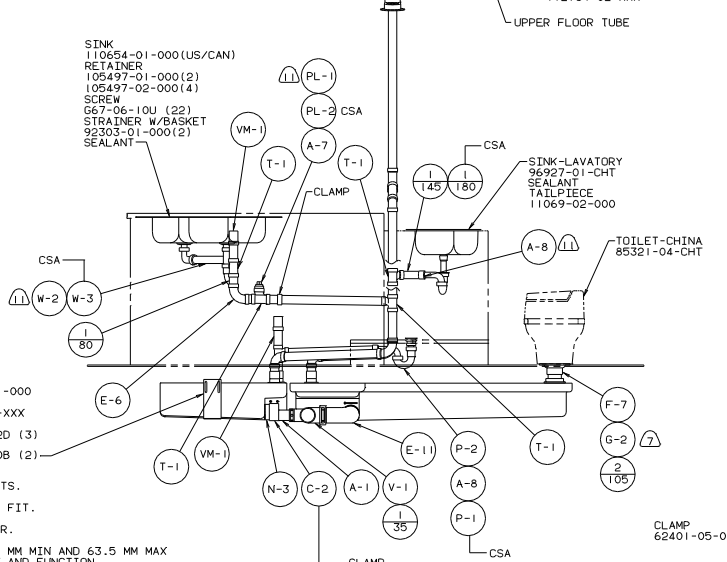 UPPER FLOOR TUBE
SINK
110654-01-000(US/CAN)
RETAINER
105497-01-000(2)
105497-02-000(4)
SCREW
G67-06-10U (22)
STRAINER W/BASKET
92303-01-000(2)
SEALANT
VM-1
T-1
11
PL-1
PL-2 CSA
A-7
CLAMP
T-1
1
145
1
180
CSA
SINK-LAVATORY
96927-01-CHT
SEALANT
TAILPIECE
11069-02-000
A-8
11
TOILET-CHINA
85321-04-CHT
CSA
11
W-2
W-3
1
80
E-6
T-1
VM-1
N-3
C-2
A-1
V-1
1
35
E-11
P-2
A-8
P-1
CSA
T-1
F-7
G-2
7
2
105
-000
-XXX
2D (3)
OB (2)
TS.
FIT.
R.
MM MIN AND 63.5 MM MAX
AND FUNCTION
CLAMP
CLAMP
62401-05-0